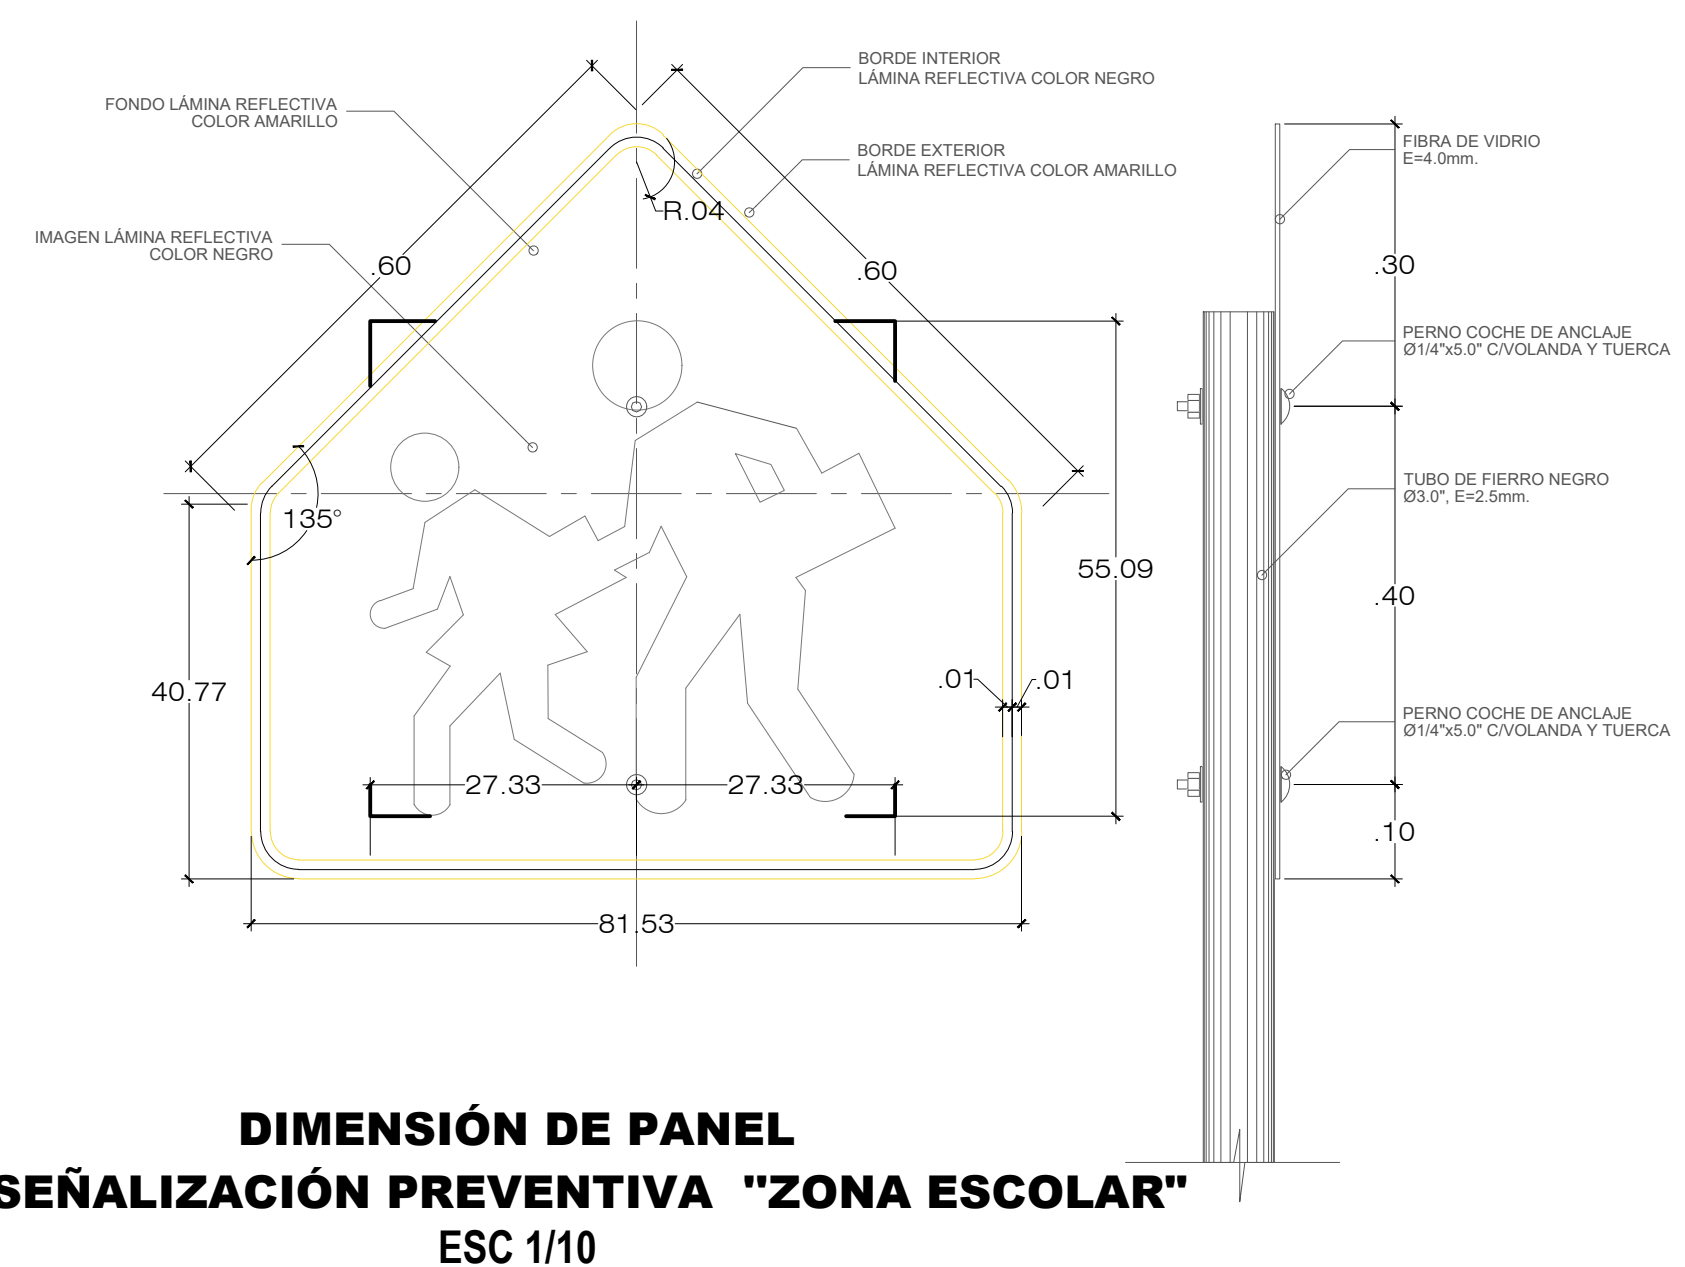 BORDE INTERIOR
LÁMINA REFLECTIVA COLOR NEGRO
FONDO LÁMINA REFLECTIVA
COLOR AMARILLO
BORDE EXTERIOR
LÁMINA REFLECTIVA COLOR AMARILLO
FIBRA DE VIDRIO
E=4.0mm.
R.04
IMAGEN LÁMINA REFLECTIVA
COLOR NEGRO
.60
.60
.30
PERNO COCHE DE ANCLAJE
Ø1/4"x5.0" C/VOLANDA Y TUERCA
TUBO DE FIERRO NEGRO
Ø3.0", E=2.5mm.
135°
55.09
.40
40.77
.01
.01
PERNO COCHE DE ANCLAJE
Ø1/4"x5.0" C/VOLANDA Y TUERCA
27.33
27.33
.10
81.53
DIMENSIÓN DE PANEL
SEÑALIZACIÓN PREVENTIVA "ZONA ESCOLAR"
ESC 1/10